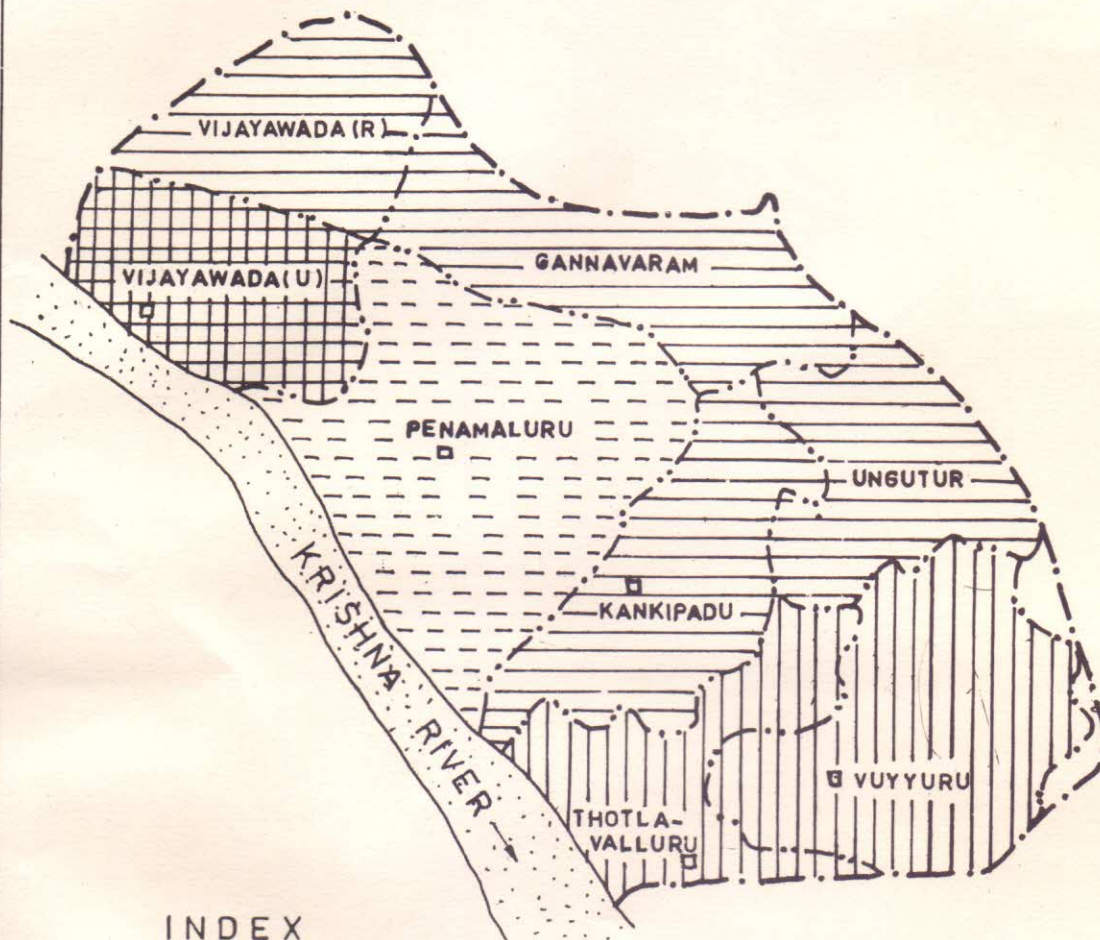 VIJAYAWADA (R)
VIJAYAWADA (U)
GANNAVARAM
PENAMALURU
UNGUTUR
KANKIPADU
KRISHNA RIVER
VUYYURU
THOTLA-
VALLURU
INDEX